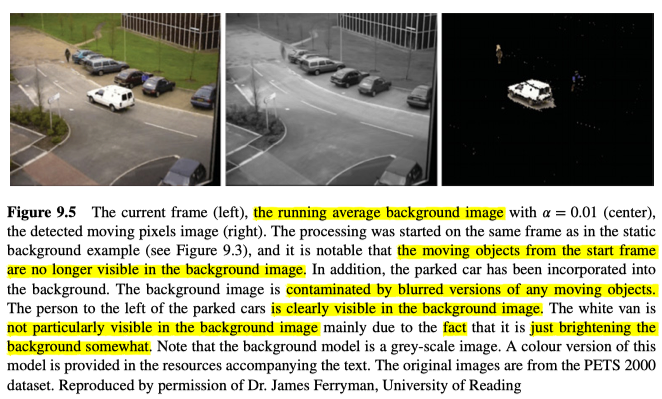 Figure 9.5 The current frame (left), the running average background image with α = 0.01 (center),
the detected moving pixels image (right). The processing was started on the same frame as in the static
background example (see Figure 9.3), and it is notable that the moving objects from the start frame
are no longer visible in the background image. In addition, the parked car has been incorporated into
the background. The background image is contaminated by blurred versions of any moving objects.
The person to the left of the parked cars is clearly visible in the background image. The white van is
not particularly visible in the background image mainly due to the fact that it is just brightening the
background somewhat. Note that the background model is a grey-scale image. A colour version of this
model is provided in the resources accompanying the text. The original images are from the PETS 2000
dataset. Reproduced by permission of Dr. James Ferryman, University of Reading